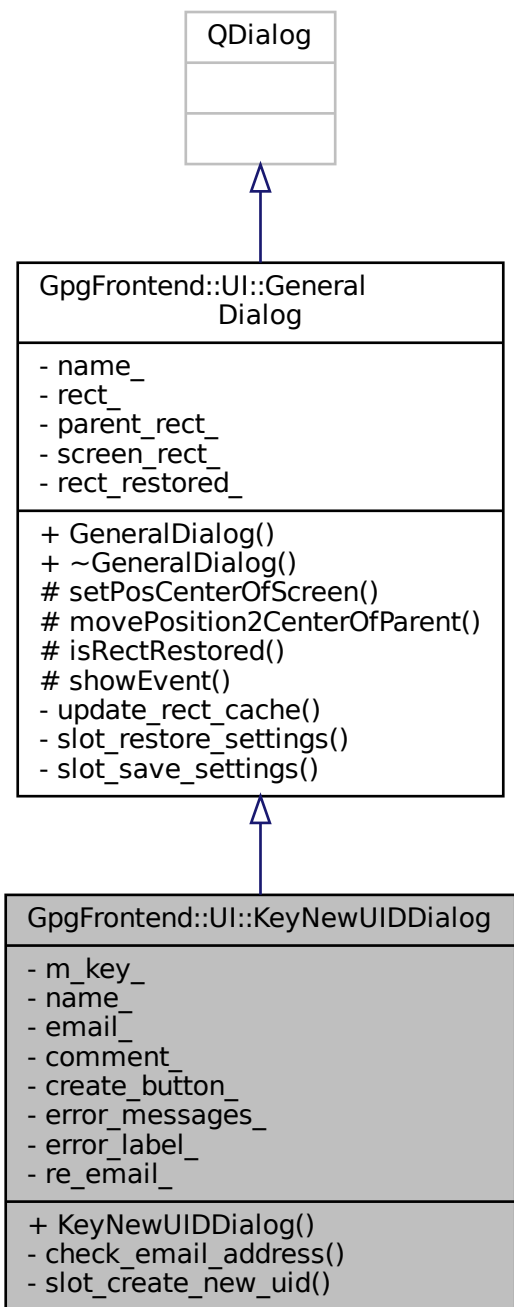 QDialog
GpgFrontend::UI::General
Dialog
- name_
- rect_
- parent_rect_
- screen_rect_
- rect_restored_
+ GeneralDialog()
+ ~GeneralDialog()
# setPosCenterOfScreen()
# movePosition2CenterOfParent()
# isRectRestored()
# showEvent()
- update_rect_cache()
- slot_restore_settings()
- slot_save_settings()
GpgFrontend::UI::KeyNewUIDDialog
- m_key_
- name_
- email_
- comment_
- create_button_
- error_messages_
- error_label_
- re_email_
+ KeyNewUIDDialog()
- check_email_address()
- slot_create_new_uid()